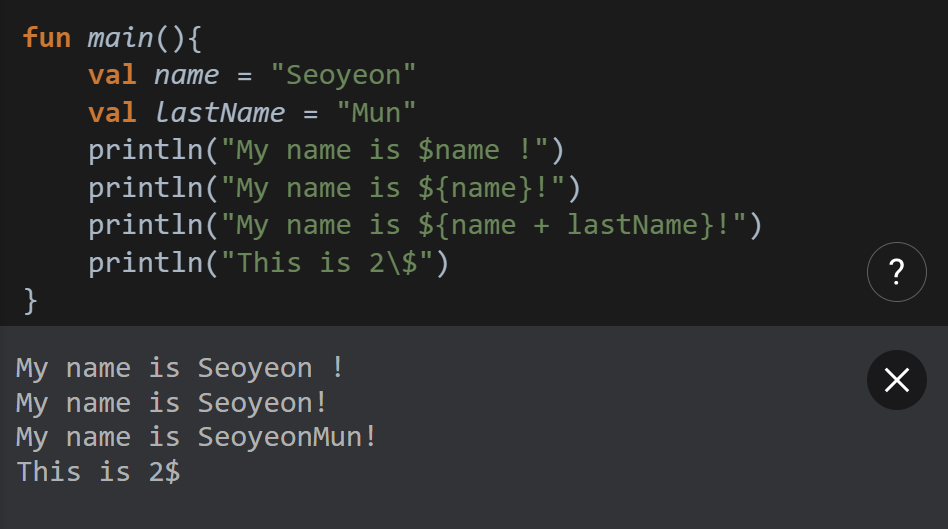 fun main(){
    val name = "Seoyeon"
    val lastName = "Mun"
    println("My name is $name !")
    println("My name is ${name}!")
    println("My name is ${name + lastName}!")
    println("This is 2\$")
}
?
My name is Seoyeon !
My name is Seoyeon!
My name is SeoyeonMun!
This is 2$